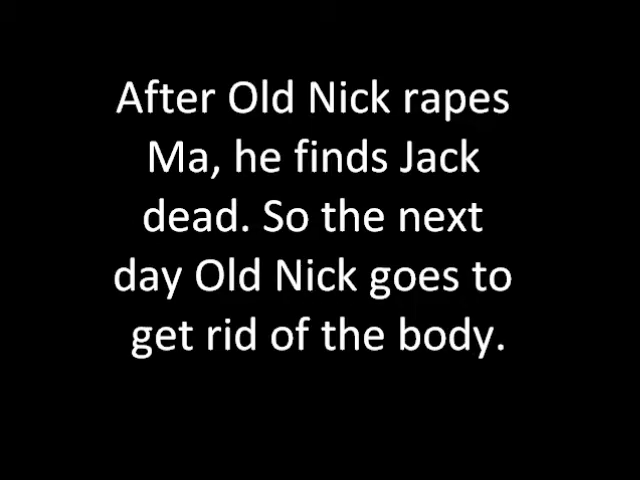 After Old Nick rapes
Ma, he finds Jack
dead. So the next
day Old Nick goes to
get rid of the body.